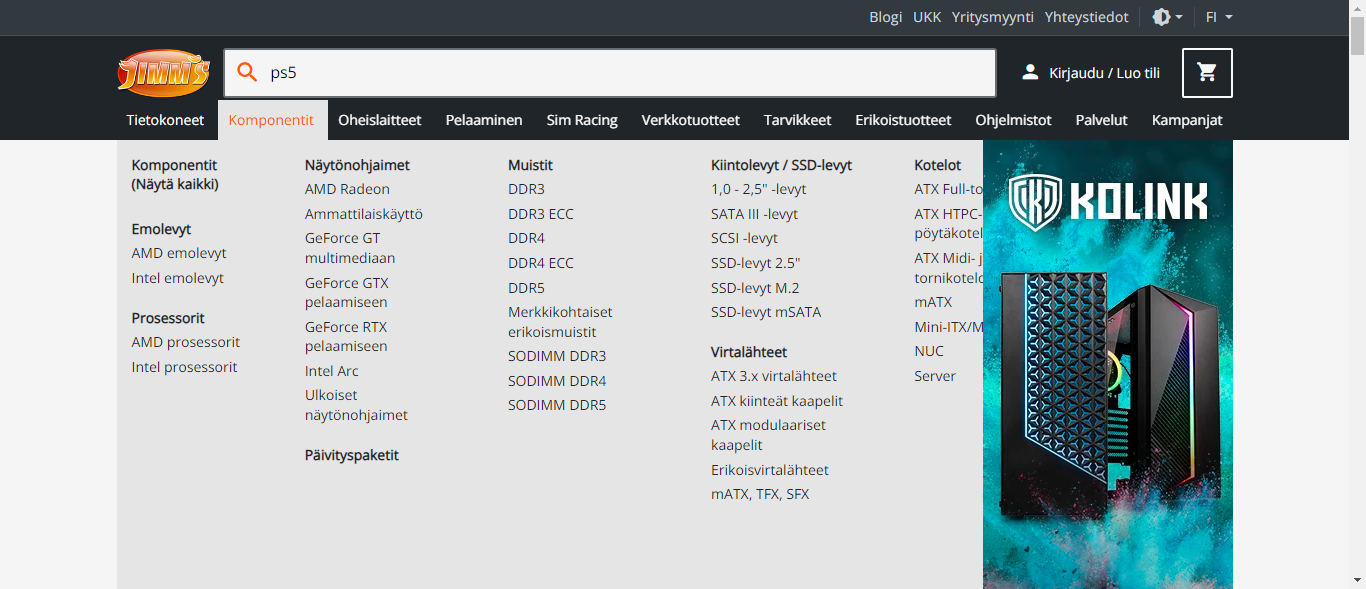 Blogi UKK Yritysmyynti Yhteystiedot FI
JIMM'S
ps5
Kirjaudu / Luo tili
Tietokoneet Komponentit Oheislaitteet Pelaaminen Sim Racing Verkkotuotteet Tarvikkeet Erikoistuotteet Ohjelmistot Palvelut Kampanjat
Komponentit
(Näytä kaikki)
Emolevyt
AMD emolevyt
Intel emolevyt
Prosessorit
AMD prosessorit
Intel prosessorit
Näytönohjaimet
AMD Radeon
Ammattilaiskäyttö
GeForce GT
multimediaan
GeForce GTX
pelaamiseen
GeForce RTX
pelaamiseen
Intel Arc
Ulkoiset
näytönohjaimet
Päivityspaketit
Muistit
DDR3
DDR3 ECC
DDR4
DDR4 ECC
DDR5
Merkkikohtaiset
erikoismuistit
SODIMM DDR3
SODIMM DDR4
SODIMM DDR5
Kiintolevyt / SSD-levyt
1,0 - 2,5" -levyt
SATA III -levyt
SCSI -levyt
SSD-levyt 2.5"
SSD-levyt M.2
SSD-levyt mSATA
Virtalähteet
ATX 3.x virtalähteet
ATX kiinteät kaapelit
ATX modulaariset
kaapelit
Erikoisvirtalähteet
mATX, TFX, SFX
Kotelot
ATX Full-to
ATX HTPC-
pöytäkotel
ATX Midi- j
tornikotelo
mATX
Mini-ITX/M
NUC
Server
KOLINK